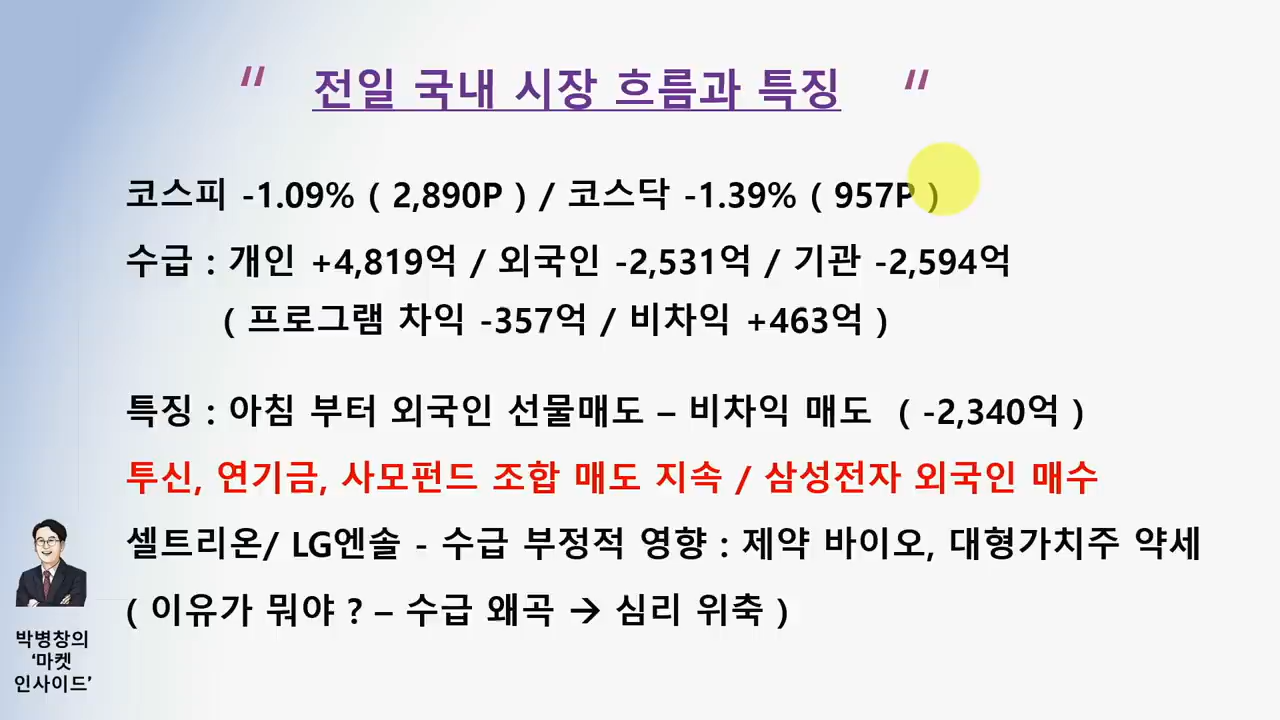 " 전일 국내 시장 흐름과 특징 "
코스피 -1.09% ( 2,890P ) / 코스닥 -1.39% ( 957P )
수급 : 개인 +4,819억 / 외국인 -2,531억 / 기관 -2,594억
( 프로그램 차익 -357억 / 비차익 +463억 )
특징 : 아침 부터 외국인 선물매도 – 비차익 매도 ( -2,340억 )
투신, 연기금, 사모펀드 조합 매도 지속 / 삼성전자 외국인 매수
셀트리온/ LG엔솔 - 수급 부정적 영향 : 제약 바이오, 대형가치주 약세
( 이유가 뭐야 ? – 수급 왜곡 → 심리 위축 )
박병창의
‘마켓
인사이드’